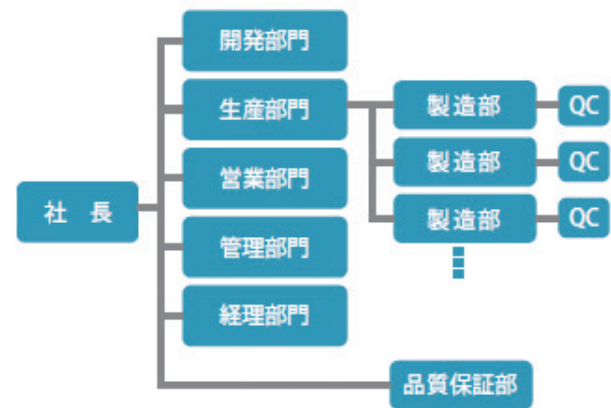 開発部門
生産部門
製造部
QC
営業部門
製造部
QC
社 長
管理部門
製造部
QC
経理部門
品質保証部